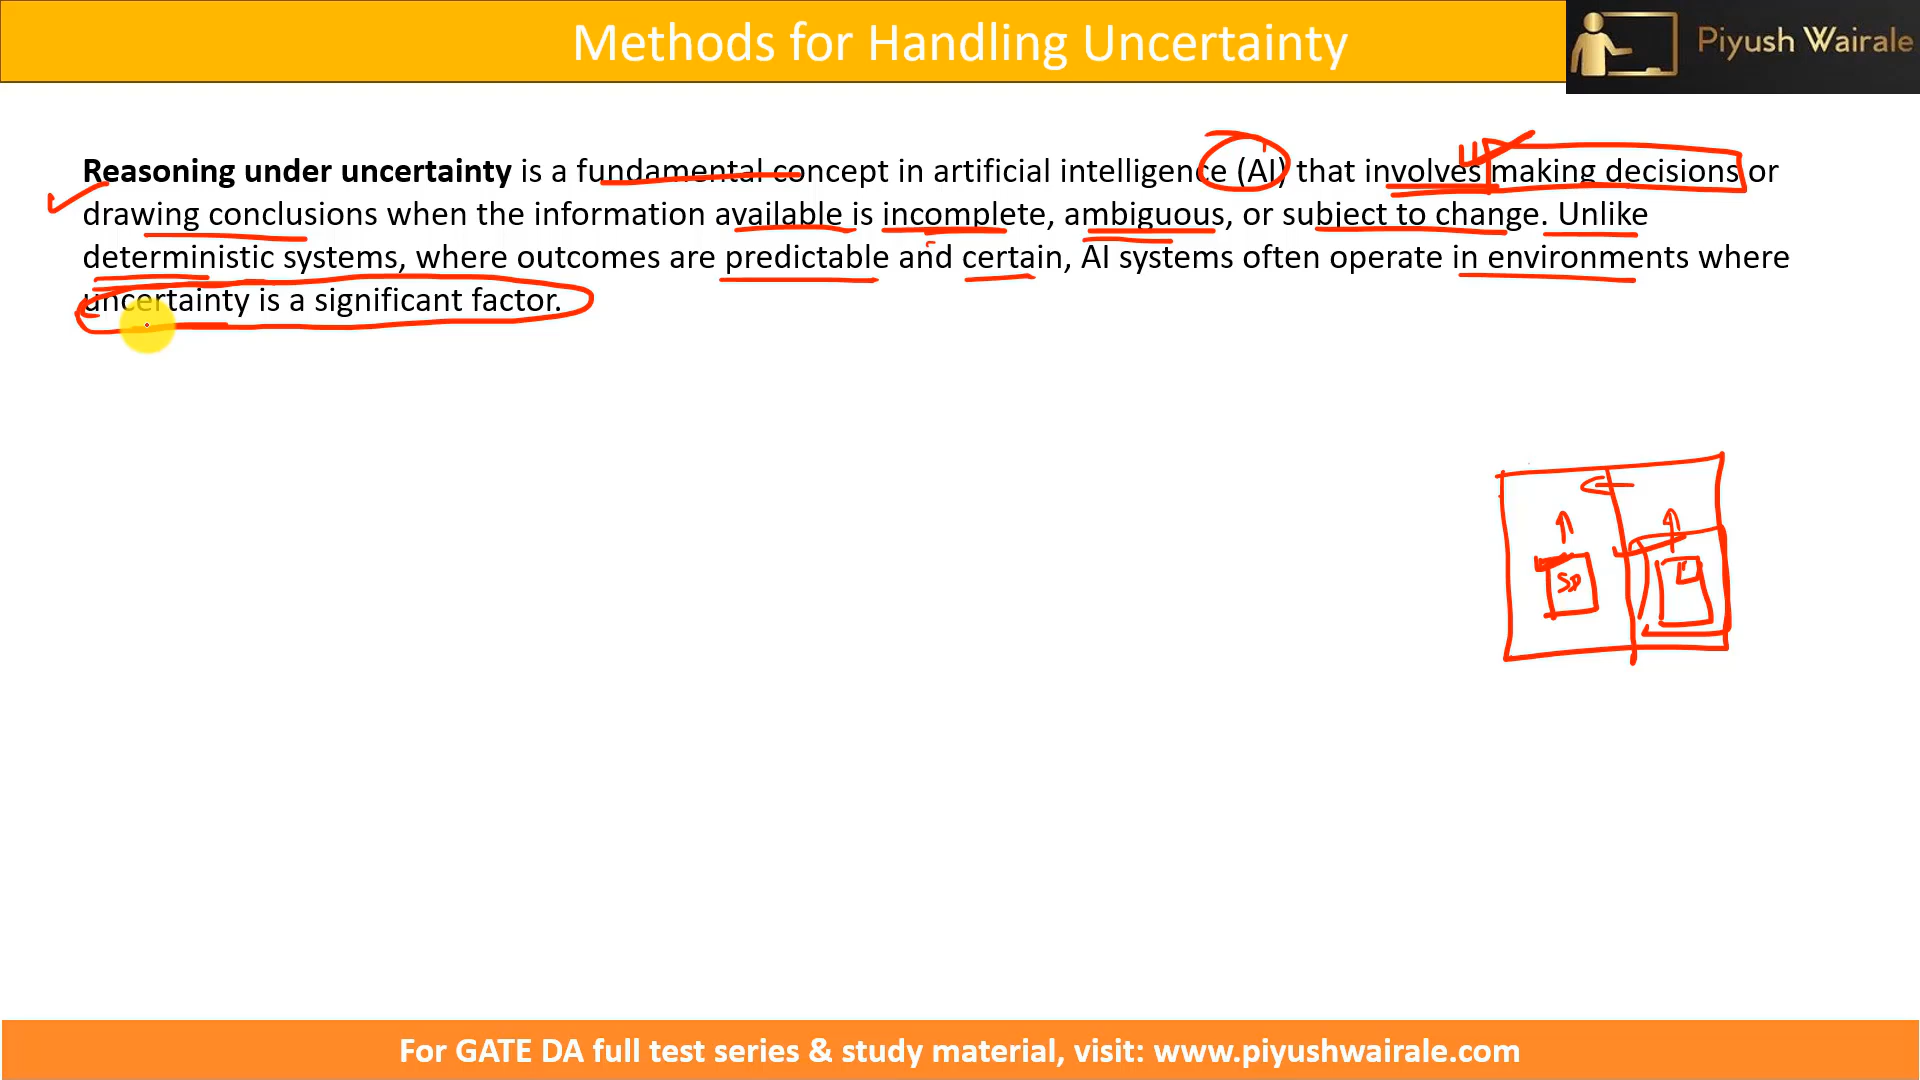 Methods for Handling Uncertainty
Piyush Wairale
Reasoning under uncertainty is a fundamental concept in artificial intelligence (AI) that involves making decisions or
drawing conclusions when the information available is incomplete, ambiguous, or subject to change. Unlike
deterministic systems, where outcomes are predictable and certain, AI systems often operate in environments where
uncertainty is a significant factor.
For GATE DA full test series & study material, visit: www.piyushwairale.com